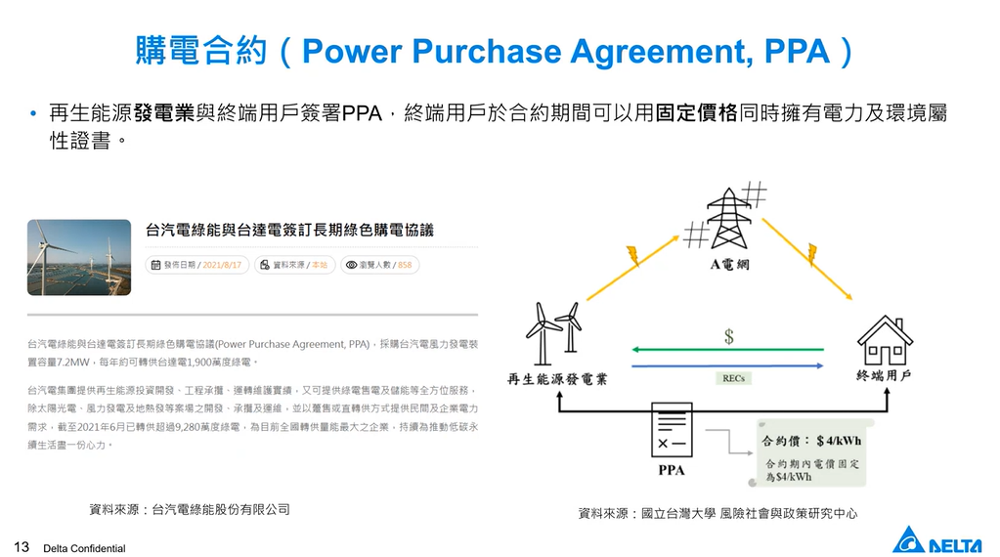 購電合約（Power Purchase Agreement, PPA）
• 再生能源發電業與終端用戶簽署PPA，終端用戶於合約期間可以用固定價格同時擁有電力及環境屬
性證書。
台汽電綠能與台達電簽訂長期綠色購電協議
發佈日期 / 2021/8/17 資料來源 / 本站 瀏覽人數 / 858
台汽電綠能與台達電簽訂長期綠色購電協議(Power Purchase Agreement, PPA)，採購台汽電風力發電裝
置容量7.2MW，每年約可轉供台達電1,900萬度綠電。
台汽電集團提供再生能源投資開發、工程承攬、運轉維護實績，又可提供綠電售電及儲能等全方位服務，
除太陽光電、風力發電及地熱發等案場之開發、承攬及運維，並以躉售或直轉供方式提供民間及企業電力
需求，截至2021年6月已轉供超過9,280萬度綠電，為目前全國轉供量能最大之企業，持續為推動低碳永
續生活盡一份心力。
資料來源：台汽電綠能股份有限公司
A電網
再生能源發電業
$
RECs
終端用戶
PPA
合約價：$4/kWh
合約期內電價固定
為$4/kWh
資料來源：國立台灣大學 風險社會與政策研究中心
13 Delta Confidential
DELTA